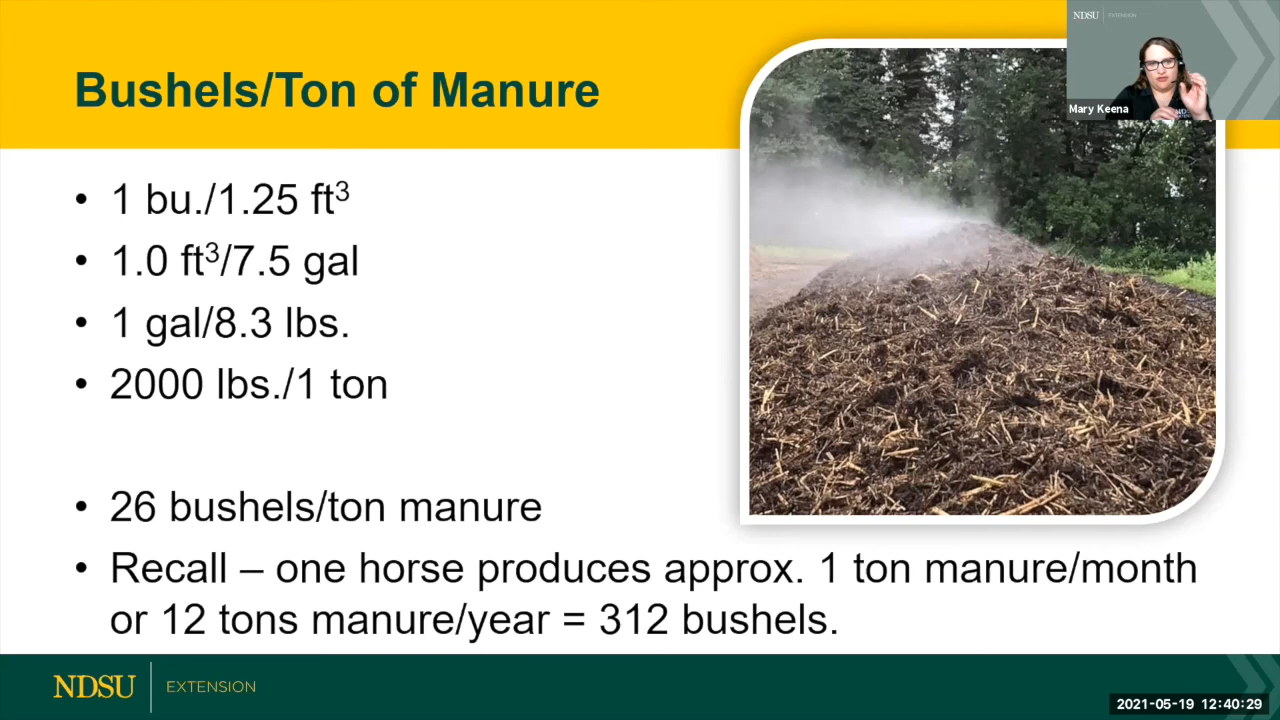 NDSU EXTENSION
Mary Keena
Bushels/Ton of Manure
• 1 bu./1.25 ft³
• 1.0 ft³/7.5 gal
• 1 gal/8.3 lbs.
• 2000 lbs./1 ton
• 26 bushels/ton manure
• Recall – one horse produces approx. 1 ton manure/month
or 12 tons manure/year = 312 bushels.
NDSU EXTENSION
2021-05-19 12:40:29